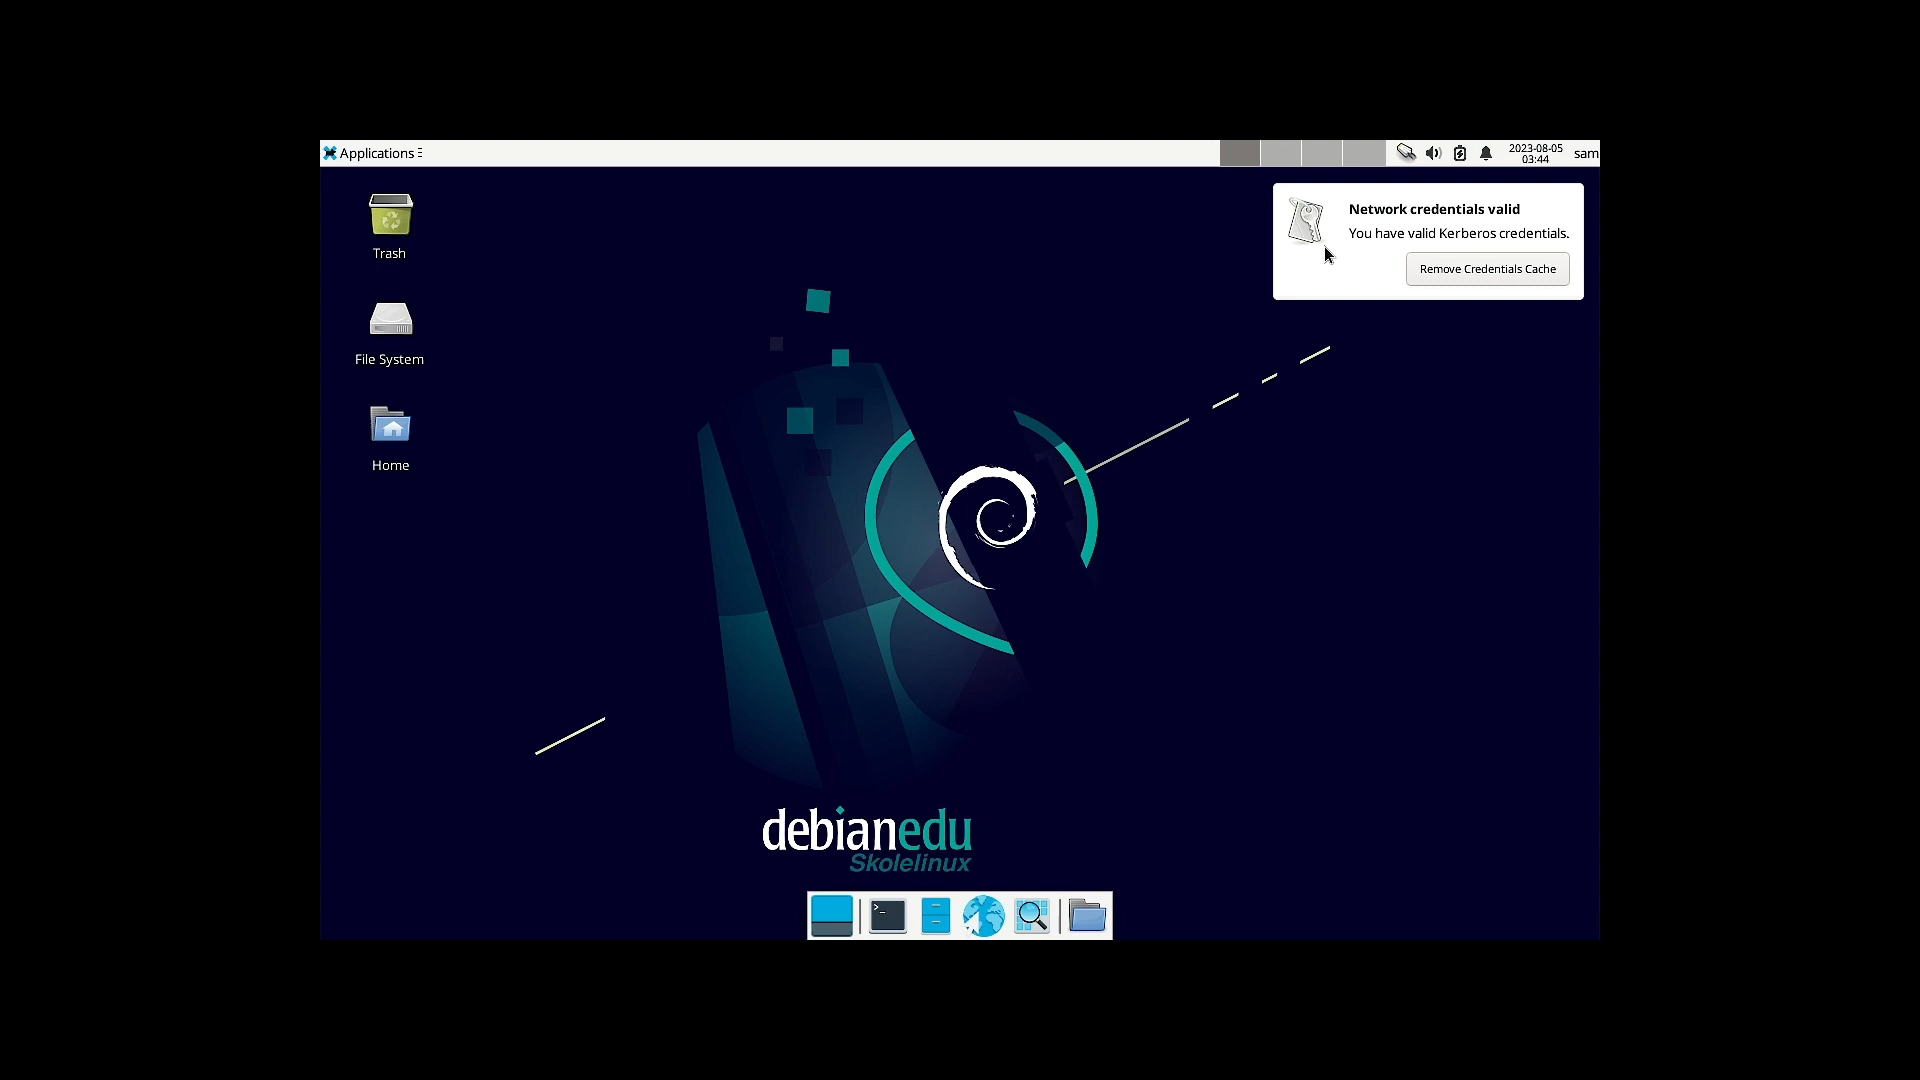 Applications
2023-08-05
03:44
sam
Trash
Network credentials valid
You have valid Kerberos credentials.
Remove Credentials Cache
File System
Home
debianedu
Skolelinux